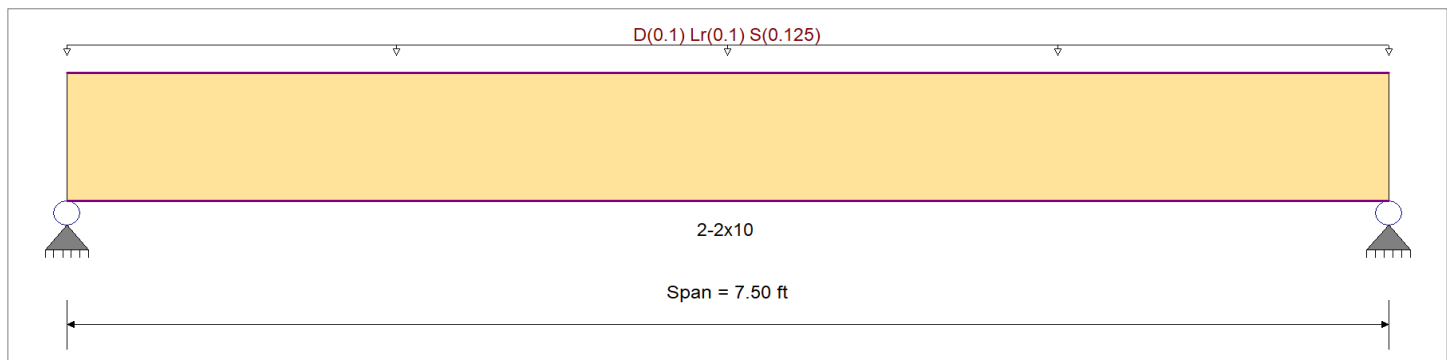 D(0.1) Lr(0.1) S(0.125)
2-2x10
Span = 7.50 ft